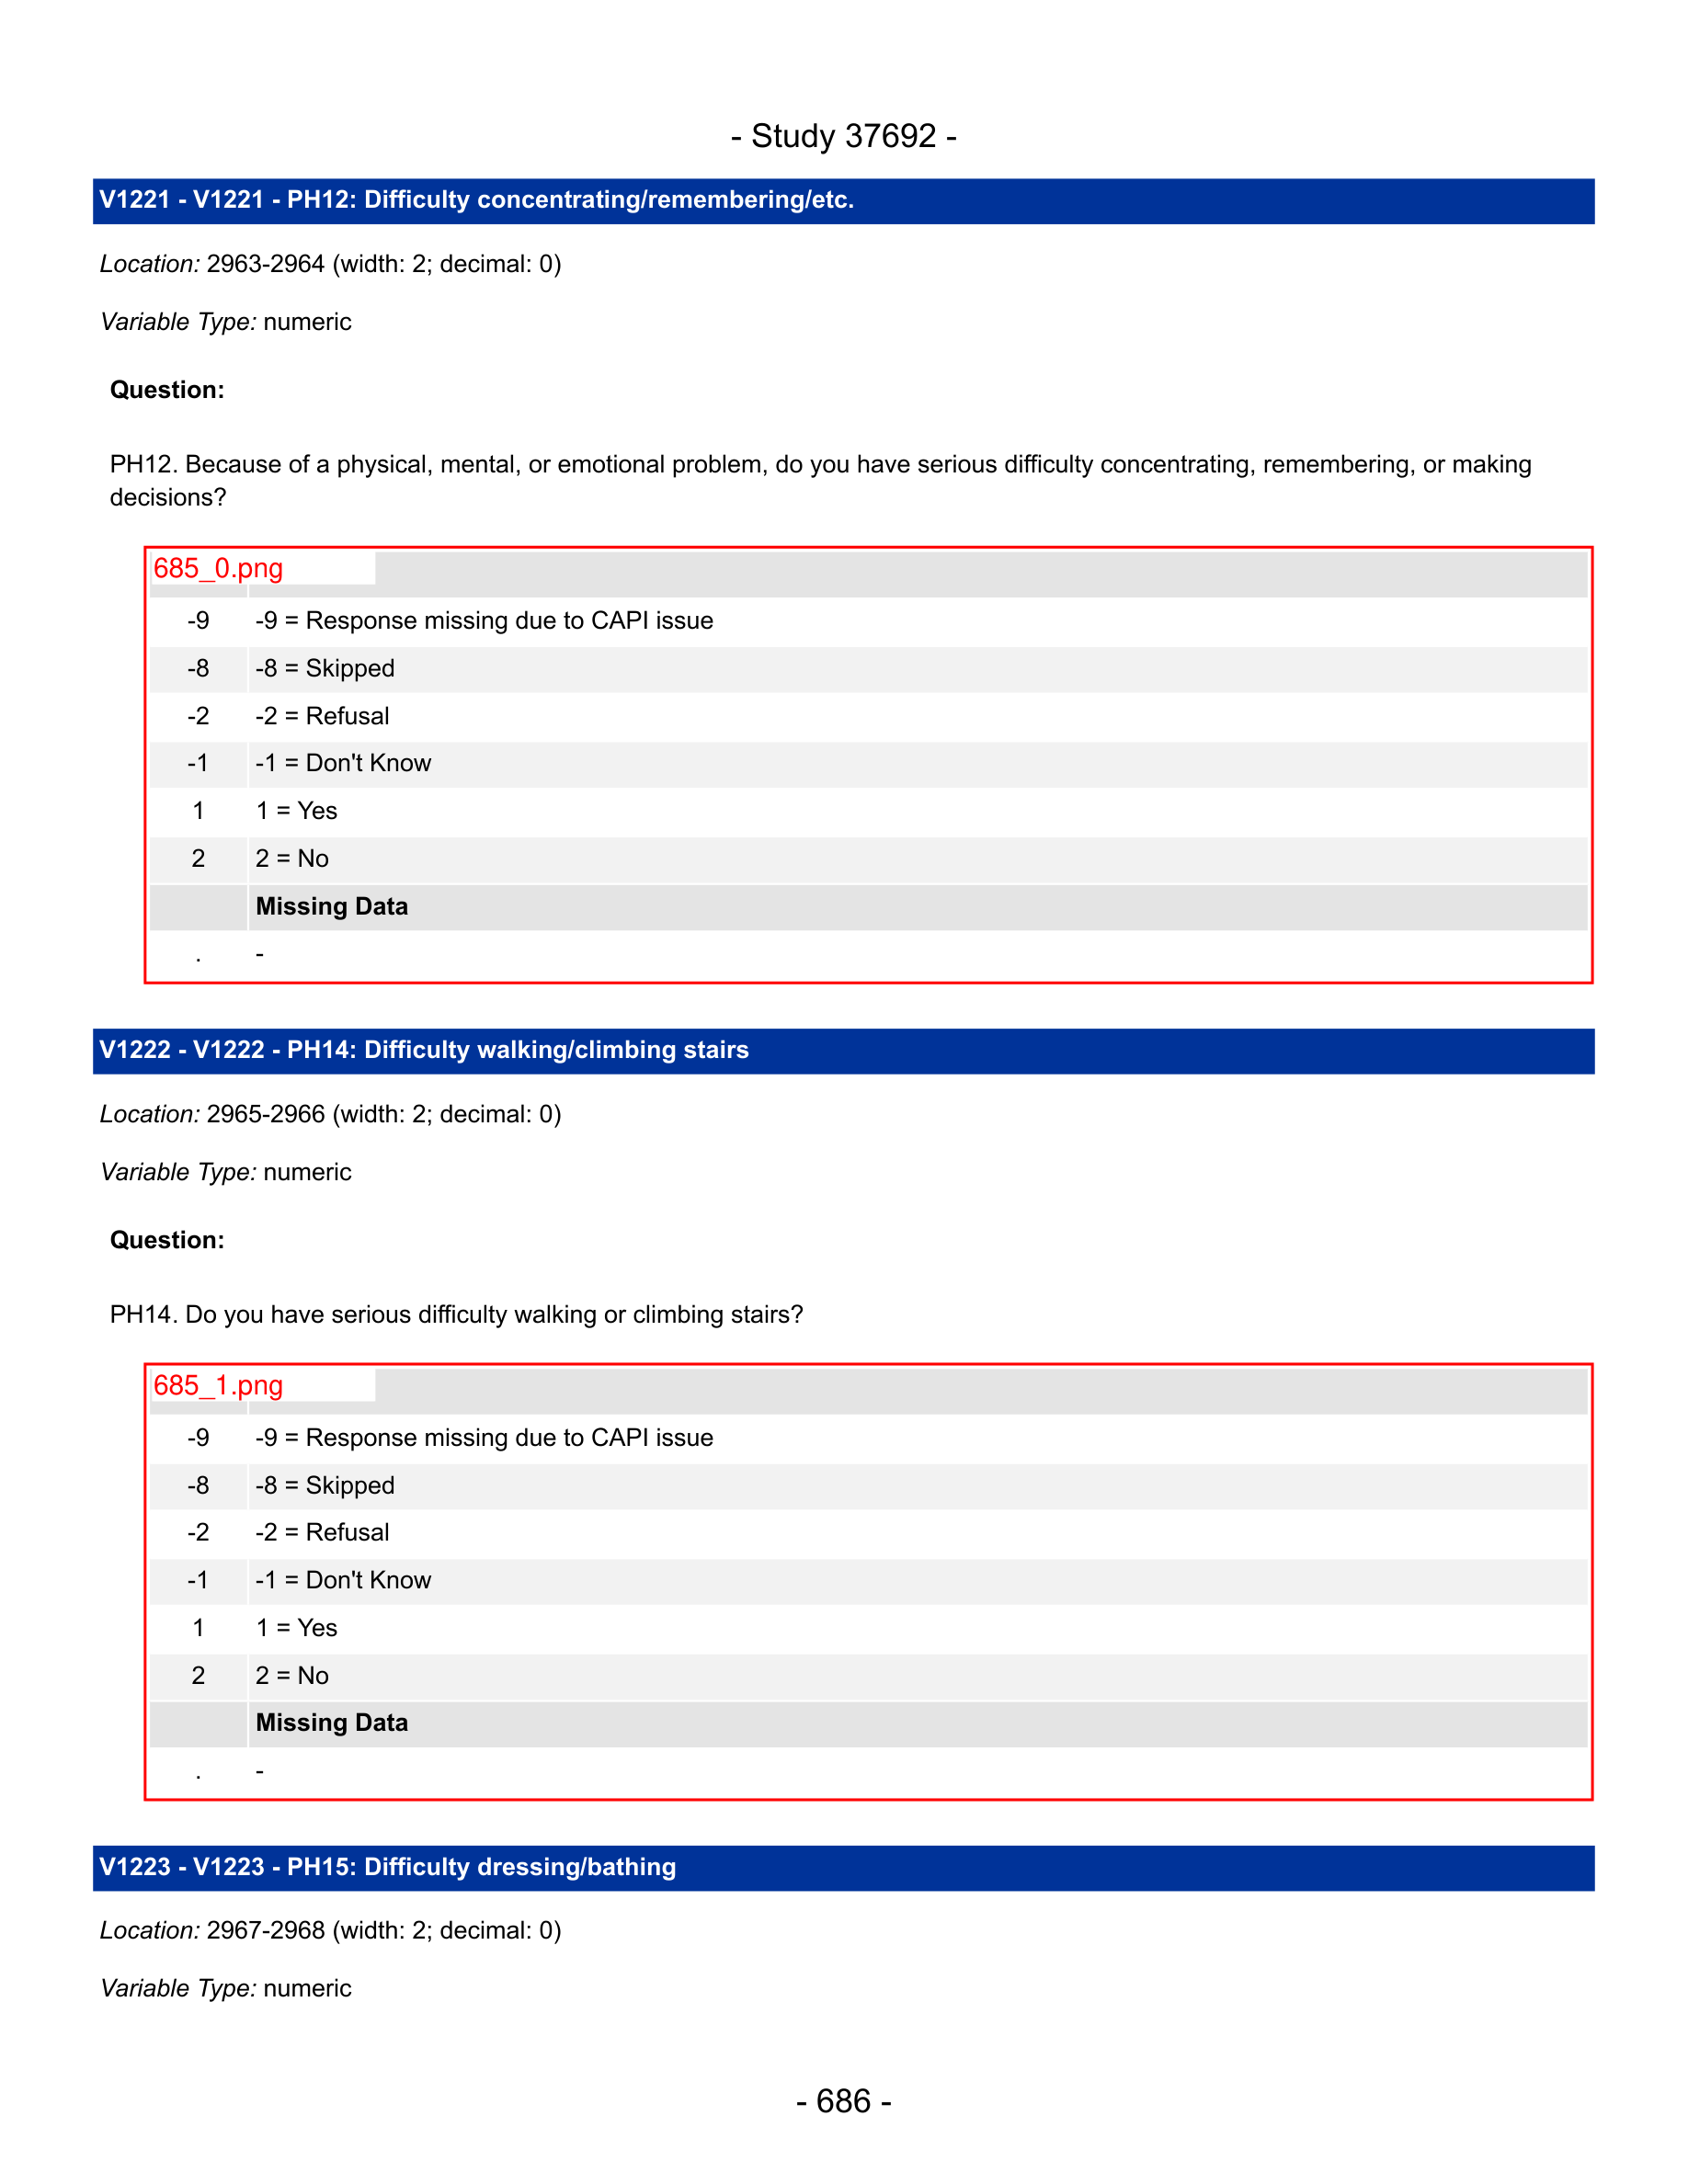 - Study 37692 -
V1221 - V1221 - PH12: Difficulty concentrating/remembering/etc.
Location: 2963-2964 (width: 2; decimal: 0)
Variable Type: numeric
Question:
PH12. Because of a physical, mental, or emotional problem, do you have serious difficulty concentrating, remembering, or making
decisions?
685_0.png
-9 -9 = Response missing due to CAPI issue
-8 -8 = Skipped
-2 -2 = Refusal
-1 -1 = Don't Know
1 1 = Yes
2 2 = No
Missing Data
. -
V1222 - V1222 - PH14: Difficulty walking/climbing stairs
Location: 2965-2966 (width: 2; decimal: 0)
Variable Type: numeric
Question:
PH14. Do you have serious difficulty walking or climbing stairs?
685_1.png
-9 -9 = Response missing due to CAPI issue
-8 -8 = Skipped
-2 -2 = Refusal
-1 -1 = Don't Know
1 1 = Yes
2 2 = No
Missing Data
. -
V1223 - V1223 - PH15: Difficulty dressing/bathing
Location: 2967-2968 (width: 2; decimal: 0)
Variable Type: numeric
- 686 -